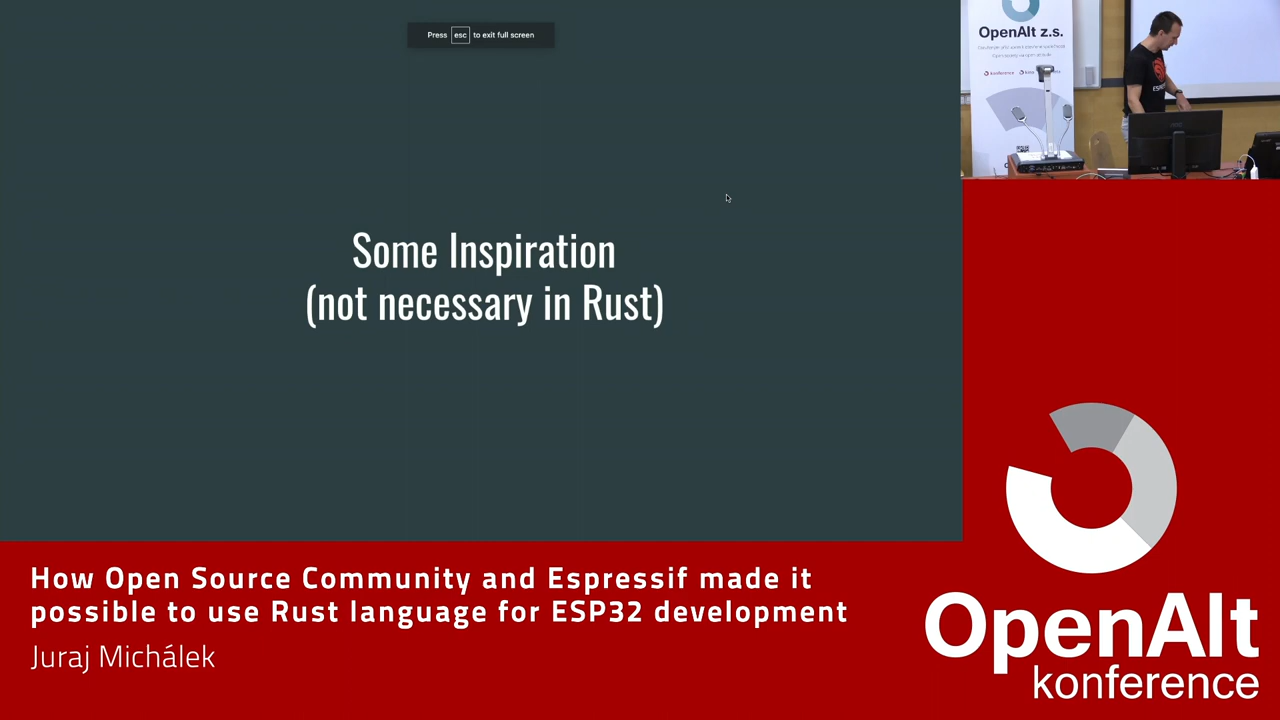 Press esc to exit full screen
OpenAlt z.s.
konference
Some Inspiration
(not necessary in Rust)
How Open Source Community and Espressif made it
possible to use Rust language for ESP32 development
Juraj Michálek
OpenAlt
konference